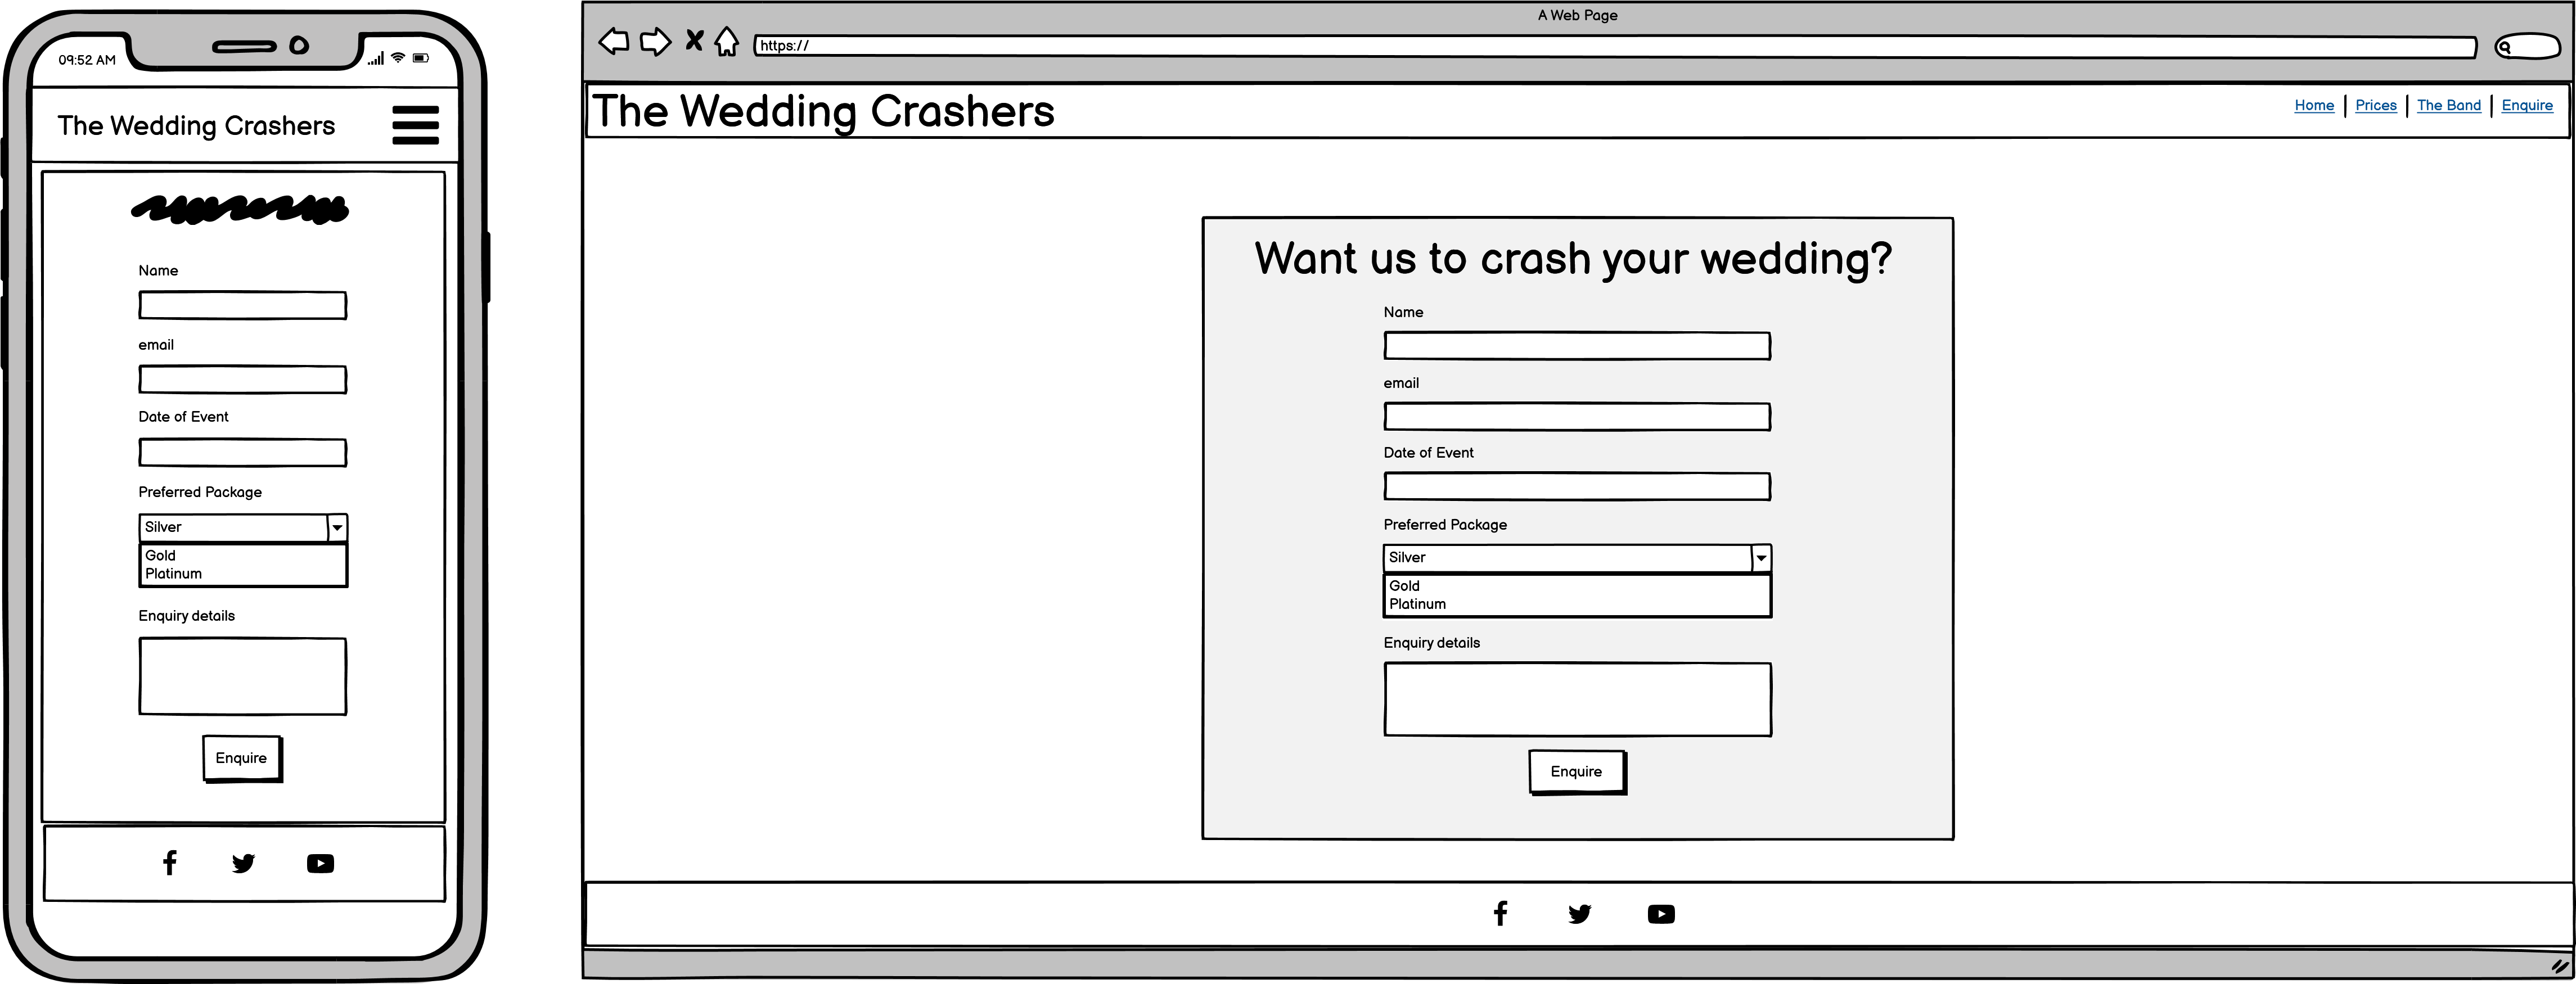 09:52 AM
The Wedding Crashers
Name
email
Date of Event
Preferred Package
Silver
Gold
Platinum
Enquiry details
Enquire
A Web Page
https://
The Wedding Crashers
Home | Prices | The Band | Enquire
Want us to crash your wedding?
Name
email
Date of Event
Preferred Package
Silver
Gold
Platinum
Enquiry details
Enquire